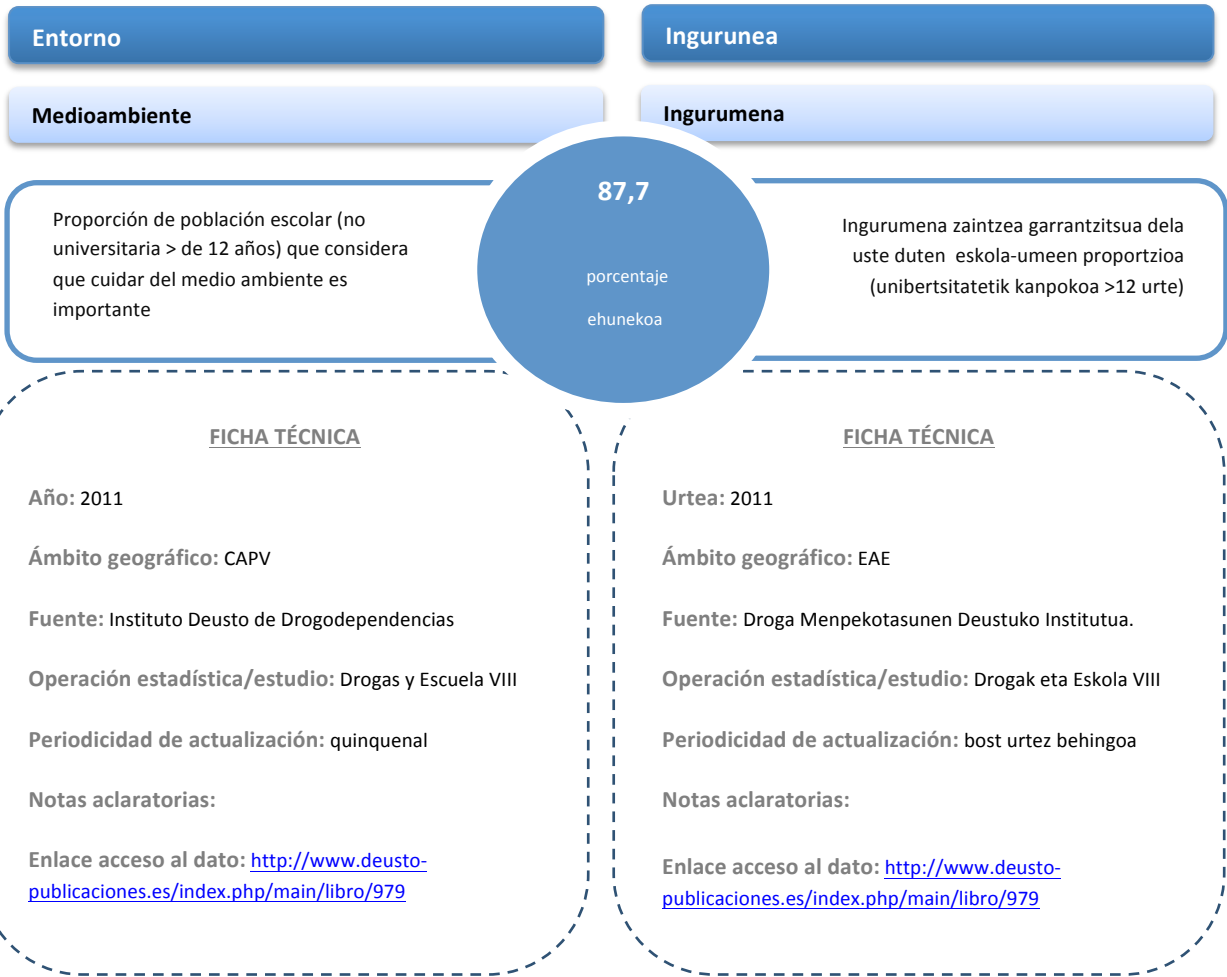 Entorno
Medioambiente
Proporción de población escolar (no
universitaria > de 12 años) que considera
que cuidar del medio ambiente es
importante
87,7
porcentaje
ehunekoa
Ingurunea
Ingurumena
Ingurumena zaintzea garrantzitsua dela
uste duten eskola-umeen proportzioa
(unibertsitatetik kanpokoa >12 urte)
FICHA TÉCNICA
Año: 2011
Ámbito geográfico: CAPV
Fuente: Instituto Deusto de Drogodependencias
Operación estadística/estudio: Drogas y Escuela VIII
Periodicidad de actualización: quinquenal
Notas aclaratorias:
Enlace acceso al dato: http://www.deusto-
publicaciones.es/index.php/main/libro/979
FICHA TÉCNICA
Urtea: 2011
Ámbito geográfico: EAE
Fuente: Droga Menpekotasunen Deustuko Institutua.
Operación estadística/estudio: Drogak eta Eskola VIII
Periodicidad de actualización: bost urtez behingoa
Notas aclaratorias:
Enlace acceso al dato: http://www.deusto-
publicaciones.es/index.php/main/libro/979